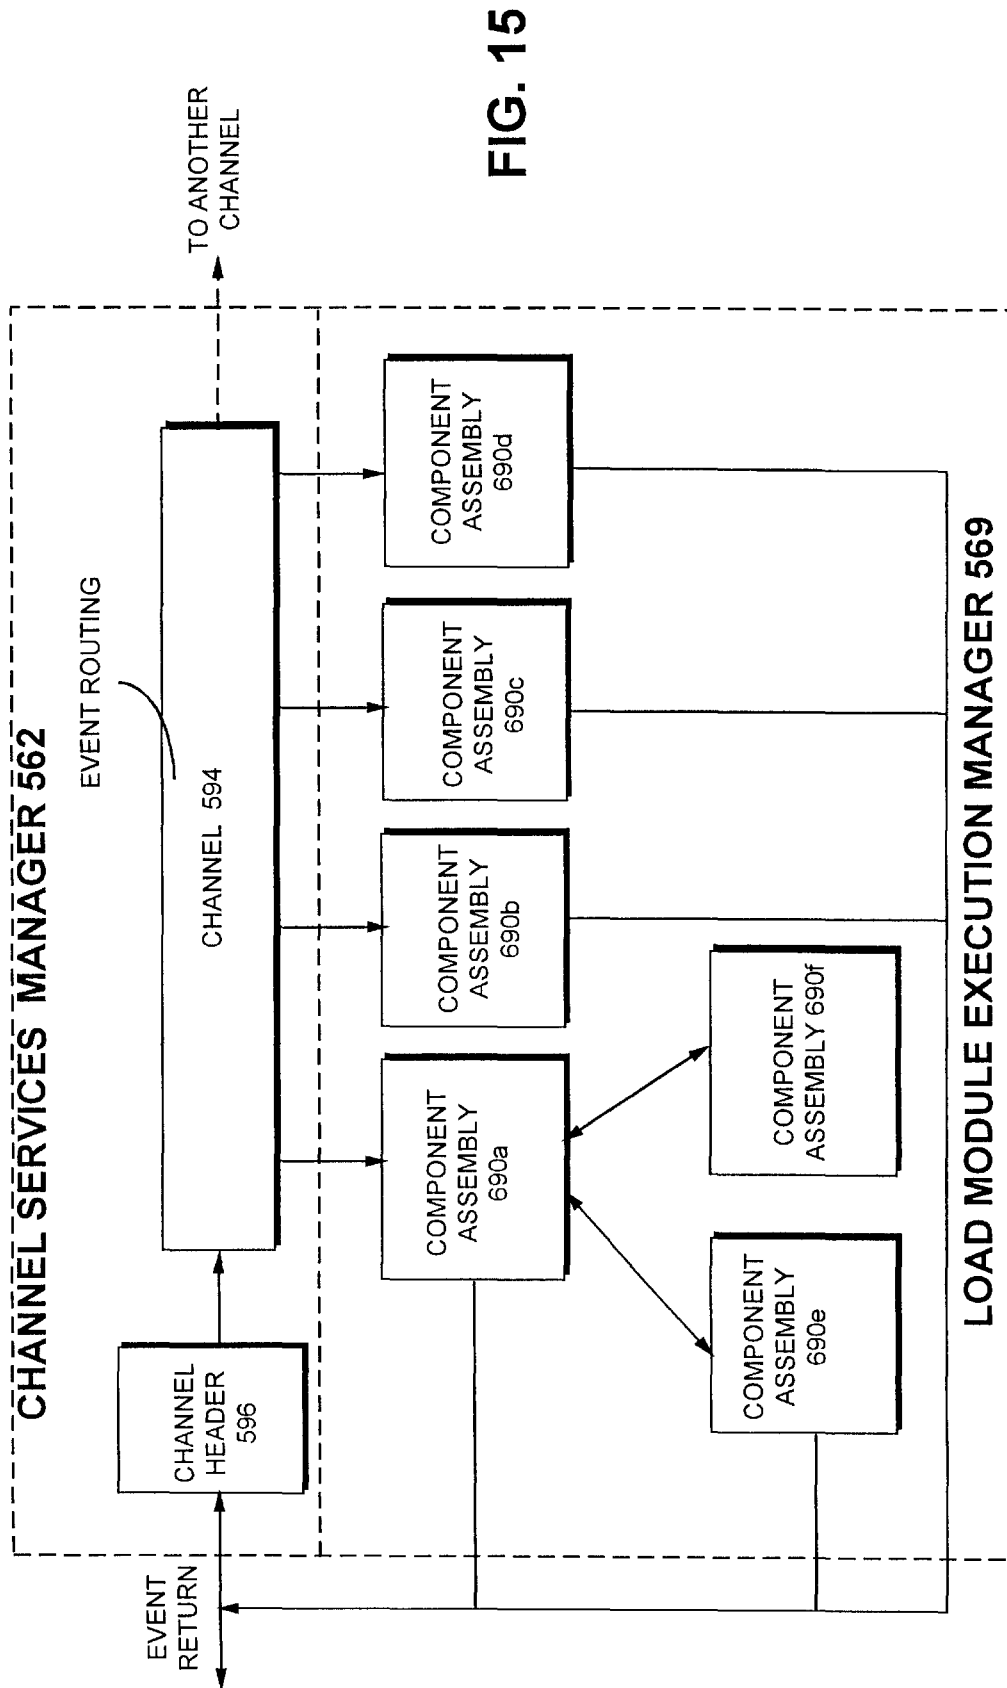 CHANNEL SERVICES MANAGER 562
EVENT ROUTING
TO ANOTHER
CHANNEL
EVENT
RETURN
CHANNEL
HEADER
596
CHANNEL 594
COMPONENT
ASSEMBLY
690a
COMPONENT
ASSEMBLY
690b
COMPONENT
ASSEMBLY
690c
COMPONENT
ASSEMBLY
690d
COMPONENT
ASSEMBLY
690e
COMPONENT
ASSEMBLY 690f
LOAD MODULE EXECUTION MANAGER 569
FIG. 15